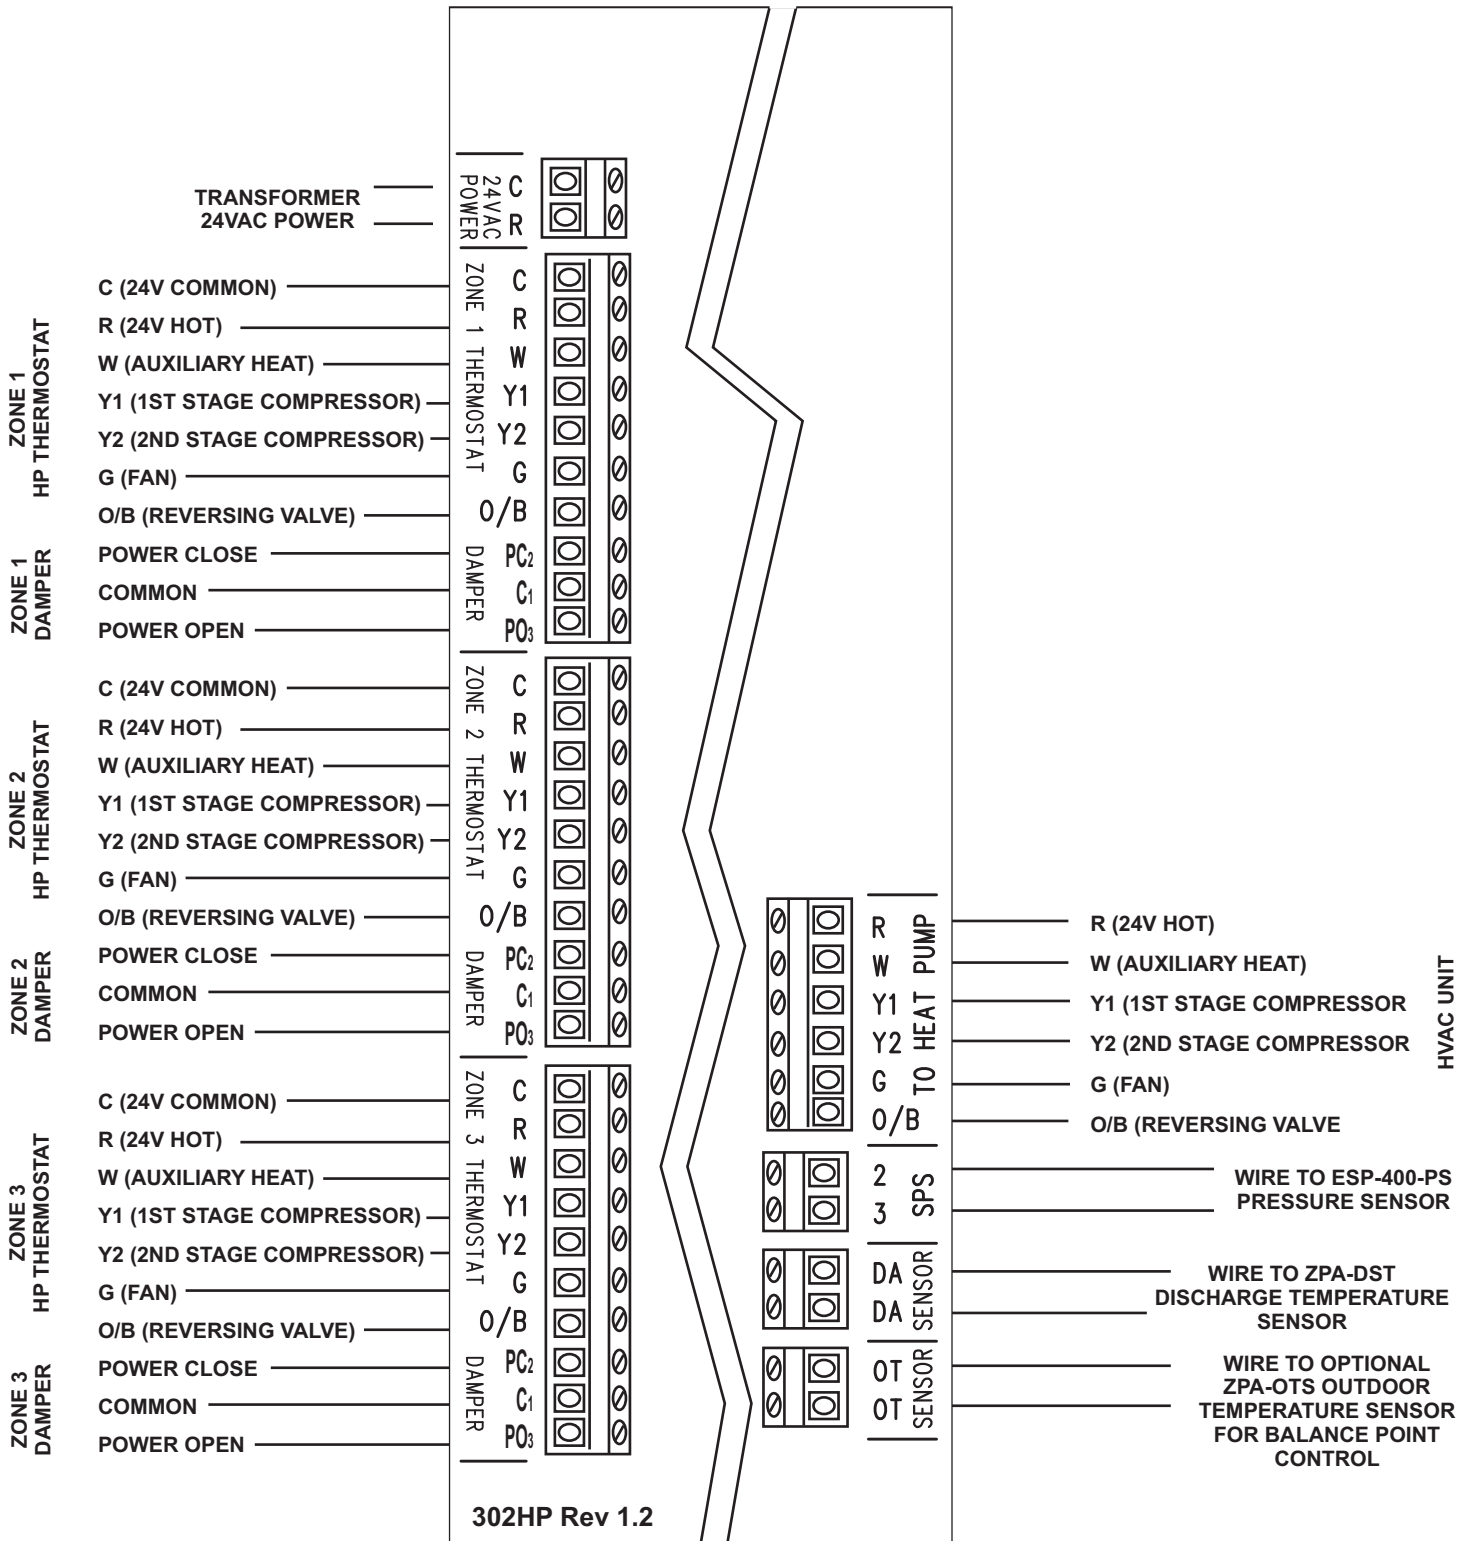 TRANSFORMER
24VAC POWER
24VAC
POWER
C
R
ZONE 1
HP THERMOSTAT
C (24V COMMON)
R (24V HOT)
W (AUXILIARY HEAT)
Y1 (1ST STAGE COMPRESSOR)
Y2 (2ND STAGE COMPRESSOR)
G (FAN)
O/B (REVERSING VALVE)
ZONE 1
DAMPER
POWER CLOSE
COMMON
POWER OPEN
ZONE 1 THERMOSTAT
C
R
W
Y1
Y2
G
O/B
DAMPER
PC2
C1
PO3
ZONE 2
HP THERMOSTAT
C (24V COMMON)
R (24V HOT)
W (AUXILIARY HEAT)
Y1 (1ST STAGE COMPRESSOR)
Y2 (2ND STAGE COMPRESSOR)
G (FAN)
O/B (REVERSING VALVE)
ZONE 2
DAMPER
POWER CLOSE
COMMON
POWER OPEN
ZONE 2 THERMOSTAT
C
R
W
Y1
Y2
G
O/B
DAMPER
PC2
C1
PO3
ZONE 3
HP THERMOSTAT
C (24V COMMON)
R (24V HOT)
W (AUXILIARY HEAT)
Y1 (1ST STAGE COMPRESSOR)
Y2 (2ND STAGE COMPRESSOR)
G (FAN)
O/B (REVERSING VALVE)
ZONE 3
DAMPER
POWER CLOSE
COMMON
POWER OPEN
ZONE 3 THERMOSTAT
C
R
W
Y1
Y2
G
O/B
DAMPER
PC2
C1
PO3
302HP Rev 1.2
R
W
Y1
Y2
G
O/B
TO HEAT PUMP
R (24V HOT)
W (AUXILIARY HEAT)
Y1 (1ST STAGE COMPRESSOR
Y2 (2ND STAGE COMPRESSOR
G (FAN)
O/B (REVERSING VALVE
HVAC UNIT
2
3
SPS
WIRE TO ESP-400-PS
PRESSURE SENSOR
DA
DA
SENSOR
WIRE TO ZPA-DST
DISCHARGE TEMPERATURE
SENSOR
OT
OT
SENSOR
WIRE TO OPTIONAL
ZPA-OTS OUTDOOR
TEMPERATURE SENSOR
FOR BALANCE POINT
CONTROL